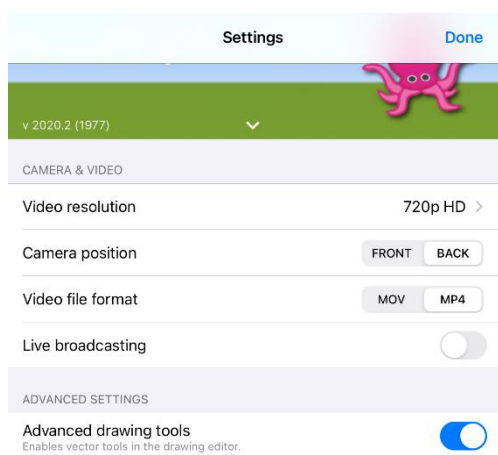 Settings
Done
v 2020.2 (1977)
CAMERA & VIDEO
Video resolution
720p HD
Camera position
FRONT
BACK
Video file format
MOV
MP4
Live broadcasting
ADVANCED SETTINGS
Advanced drawing tools
Enables vector tools in the drawing editor.